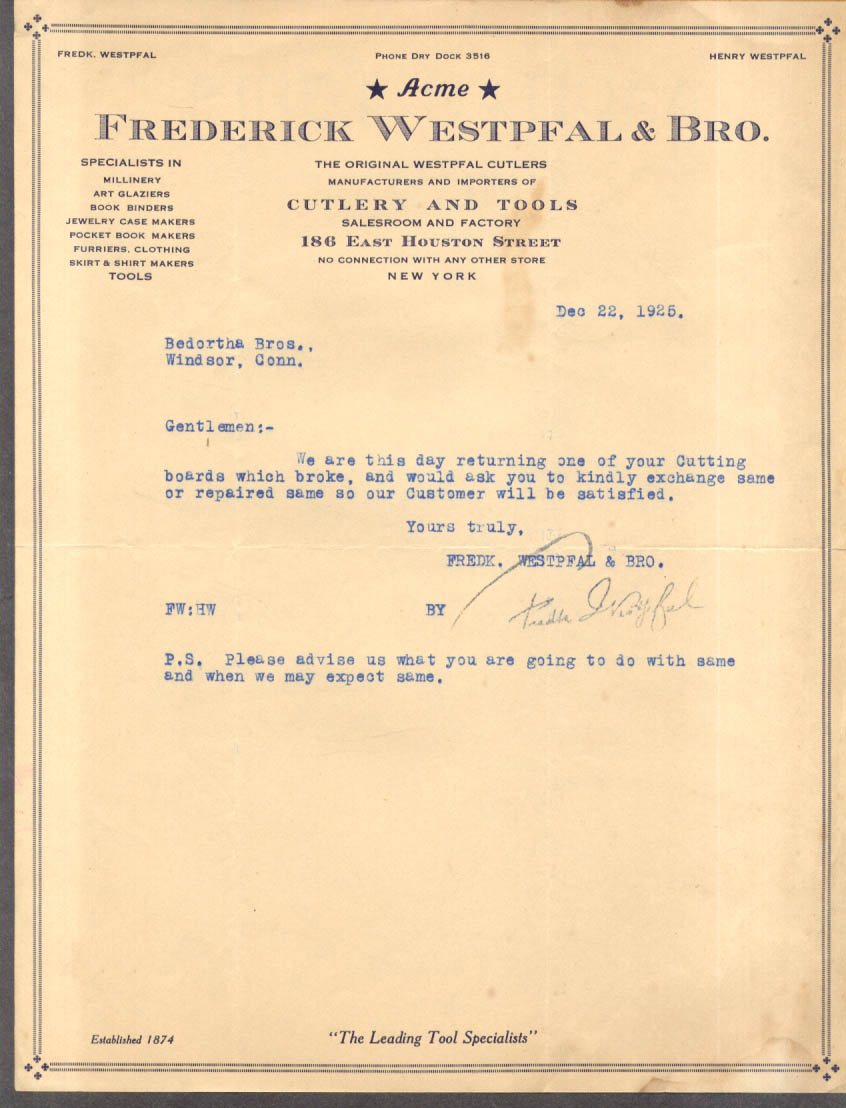 FREDK. WESTPFAL
PHONE DRY DOCK 3516
HENRY WESTPFAL
★ Acme ★
FREDERICK WESTPFAL & BRO.
SPECIALISTS IN
MILLINERY
ART GLAZIERS
BOOK BINDERS
JEWELRY CASE MAKERS
POCKET BOOK MAKERS
FURRIERS, CLOTHING
SKIRT & SHIRT MAKERS
TOOLS
THE ORIGINAL WESTPFAL CUTLERS
MANUFACTURERS AND IMPORTERS OF
CUTLERY AND TOOLS
SALESROOM AND FACTORY
186 EAST HOUSTON STREET
NO CONNECTION WITH ANY OTHER STORE
NEW YORK
Dec 22, 1925.
Bedortha Bros.,
Windsor, Conn.
Gentlemen:-
We are this day returning one of your Cutting
boards which broke, and would ask you to kindly exchange same
or repaired same so our Customer will be satisfied.
Yours truly,
FREDK. WESTPFAL & BRO.
FW:HW
BY
Fredk Westpfal
P.S. Please advise us what you are going to do with same
and when we may expect same.
Established 1874
"The Leading Tool Specialists"